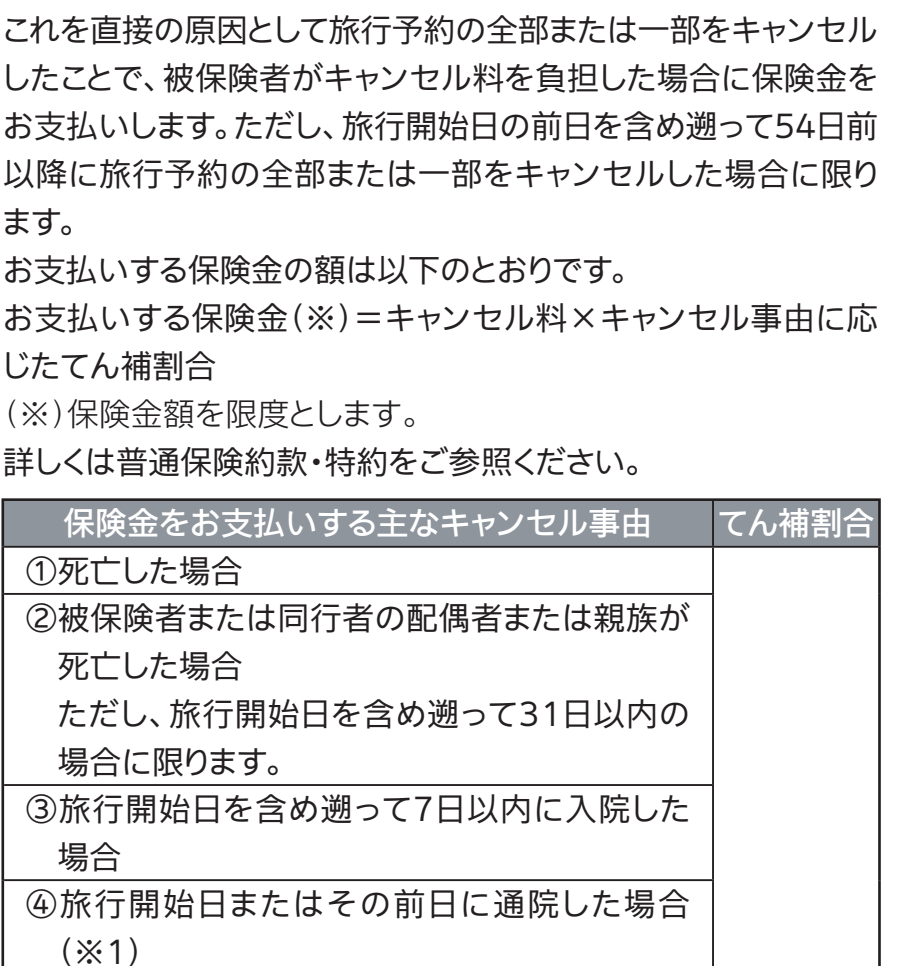 これを直接の原因として旅行予約の全部または一部をキャンセル
したことで、被保険者がキャンセル料を負担した場合に保険金を
お支払いします。ただし、旅行開始日の前日を含め遡って54日前
以降に旅行予約の全部または一部をキャンセルした場合に限り
ます。
お支払いする保険金の額は以下のとおりです。
お支払いする保険金(※)=キャンセル料×キャンセル事由に応
じたてん補割合
(※)保険金額を限度とします。
詳しくは普通保険約款・特約をご参照ください。
保険金をお支払いする主なキャンセル事由 てん補割合
①死亡した場合
②被保険者または同行者の配偶者または親族が
死亡した場合
ただし、旅行開始日を含め遡って31日以内の
場合に限ります。
③旅行開始日を含め遡って7日以内に入院した
場合
④旅行開始日またはその前日に通院した場合
(※1)